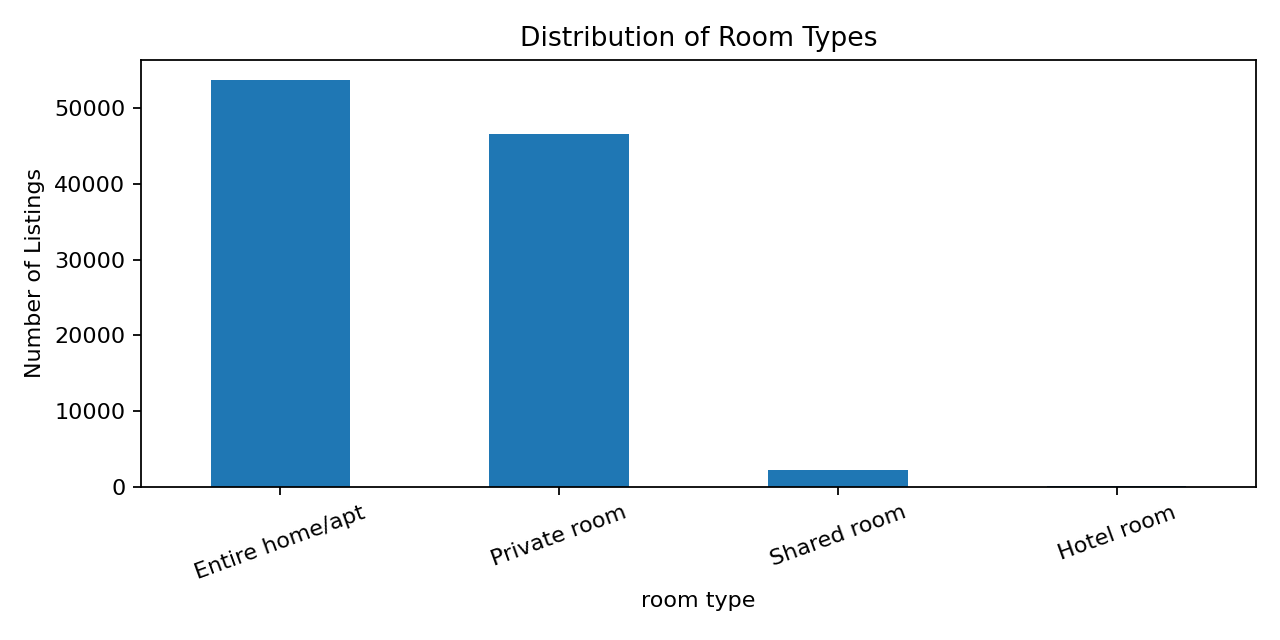 Distribution of Room Types
Number of Listings
50000
40000
30000
20000
10000
0
Entire home/apt
Private room
Shared room
Hotel room
room type